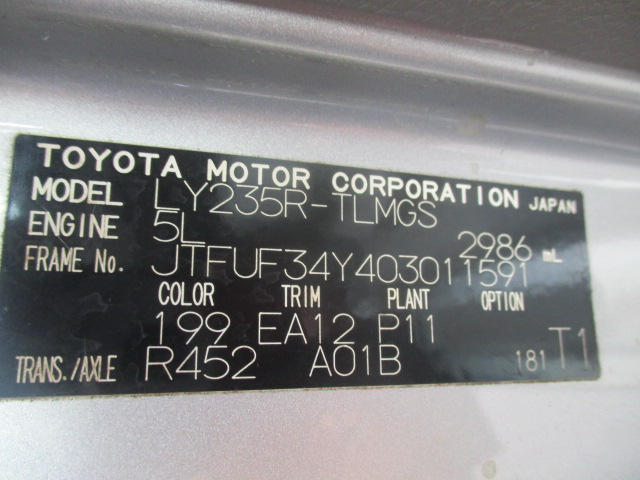 TOYOTA MOTOR CORPORATION JAPAN
MODEL LY235R-TLMGS
ENGINE 5L 2986 mL
FRAME No. JTFUF34Y403011591
COLOR TRIM PLANT OPTION
199 EA12 P11
TRANS./AXLE R452 A01B 181 T1